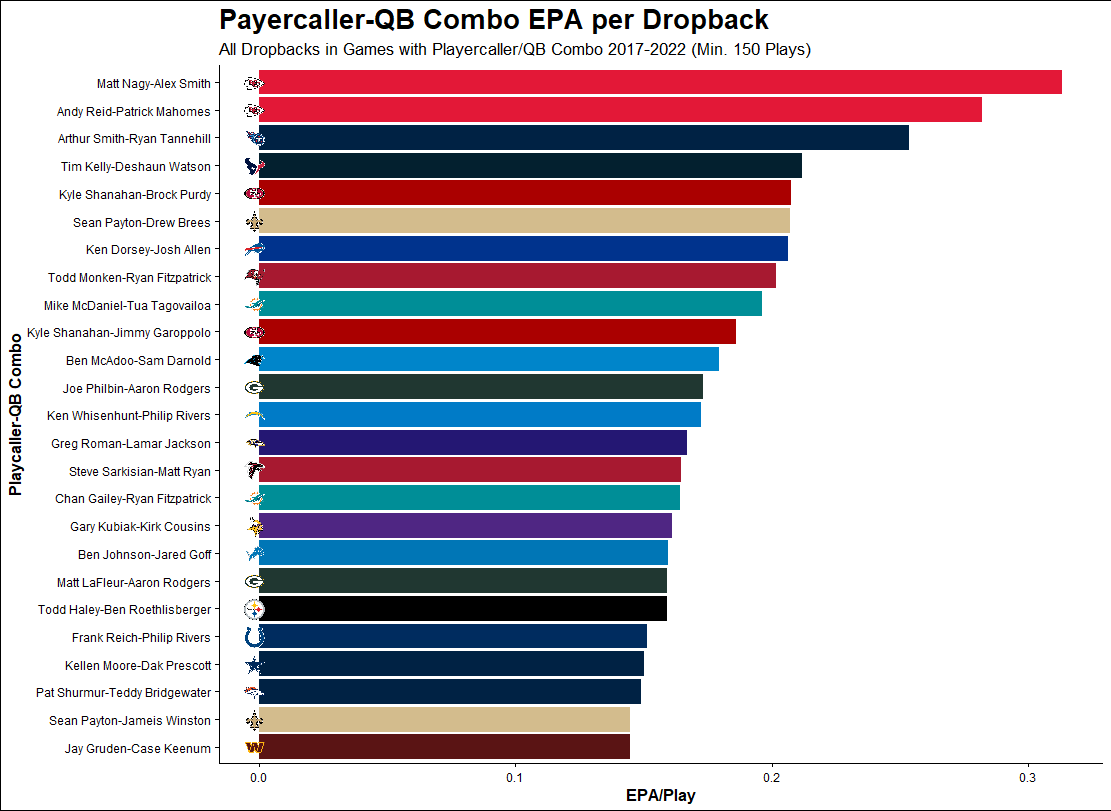 Payercaller-QB Combo EPA per Dropback
All Dropbacks in Games with Playercaller/QB Combo 2017-2022 (Min. 150 Plays)
Playcaller-QB Combo
Matt Nagy-Alex Smith
Andy Reid-Patrick Mahomes
Arthur Smith-Ryan Tannehill
Tim Kelly-Deshaun Watson
Kyle Shanahan-Brock Purdy
Sean Payton-Drew Brees
Ken Dorsey-Josh Allen
Todd Monken-Ryan Fitzpatrick
Mike McDaniel-Tua Tagovailoa
Kyle Shanahan-Jimmy Garoppolo
Ben McAdoo-Sam Darnold
Joe Philbin-Aaron Rodgers
Ken Whisenhunt-Philip Rivers
Greg Roman-Lamar Jackson
Steve Sarkisian-Matt Ryan
Chan Gailey-Ryan Fitzpatrick
Gary Kubiak-Kirk Cousins
Ben Johnson-Jared Goff
Matt LaFleur-Aaron Rodgers
Todd Haley-Ben Roethlisberger
Frank Reich-Philip Rivers
Kellen Moore-Dak Prescott
Pat Shurmur-Teddy Bridgewater
Sean Payton-Jameis Winston
Jay Gruden-Case Keenum
0.0 0.1 0.2 0.3
EPA/Play